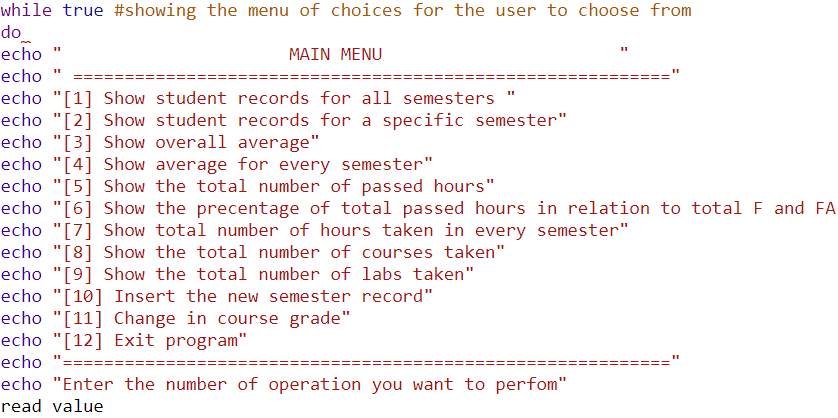 while true #showing the menu of choices for the user to choose from
do
echo "                      MAIN MENU                       "
echo " =========================================================="
echo "[1] Show student records for all semesters "
echo "[2] Show student records for a specific semester"
echo "[3] Show overall average"
echo "[4] Show average for every semester"
echo "[5] Show the total number of passed hours"
echo "[6] Show the precentage of total passed hours in relation to total F and FA
echo "[7] Show total number of hours taken in every semester"
echo "[8] Show the total number of courses taken"
echo "[9] Show the total number of labs taken"
echo "[10] Insert the new semester record"
echo "[11] Change in course grade"
echo "[12] Exit program"
echo "==========================================================="
echo "Enter the number of operation you want to perfom"
read value